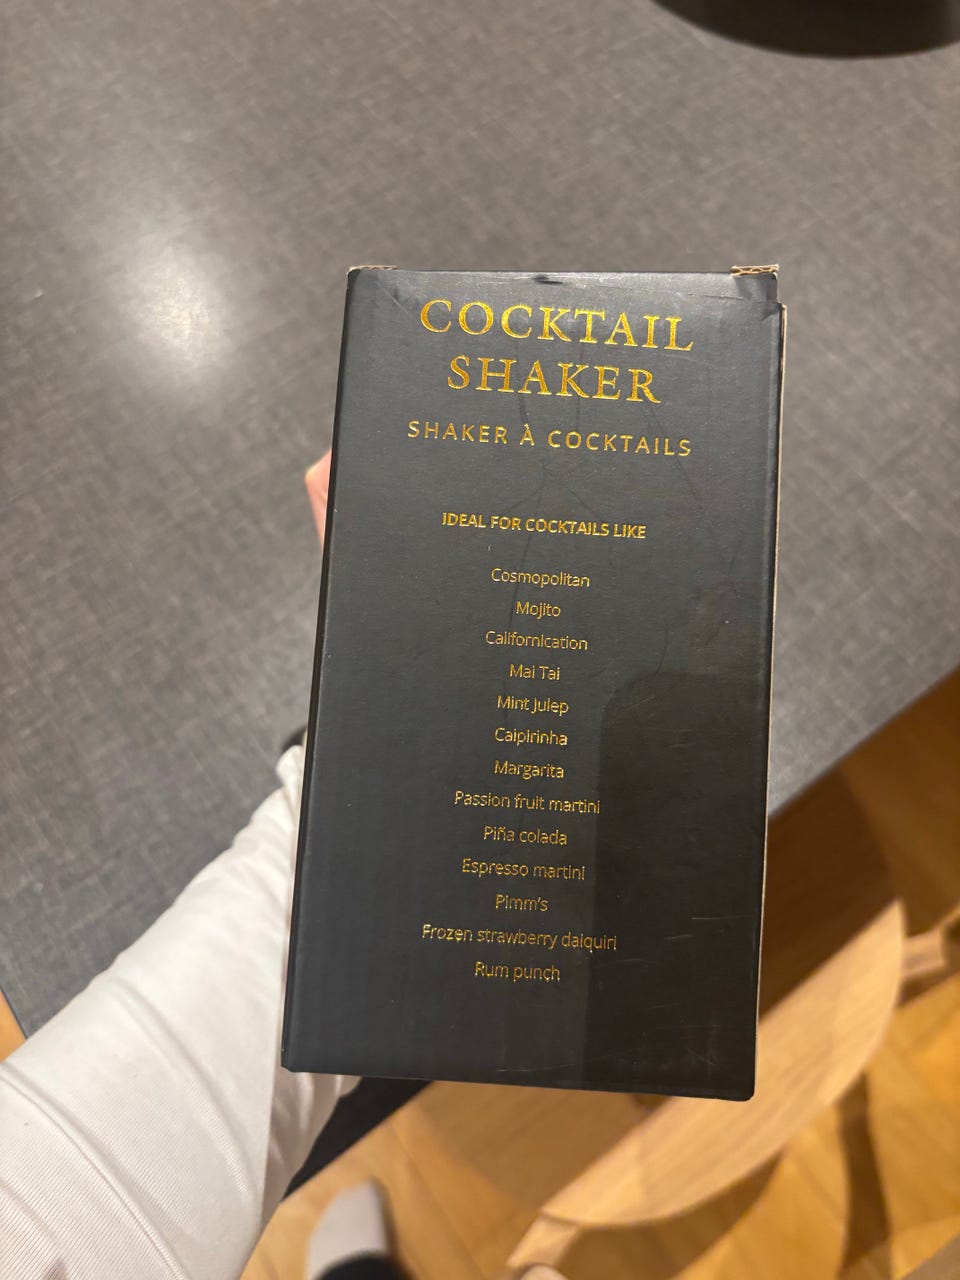 COCKTAIL
SHAKER
SHAKER À COCKTAILS
IDEAL FOR COCKTAILS LIKE
Cosmopolitan
Mojito
Californication
Mai Tai
Mint Julep
Caipirinha
Margarita
Passion fruit martini
Piña colada
Espresso martini
Pimm's
Frozen strawberry daiquiri
Rum punch